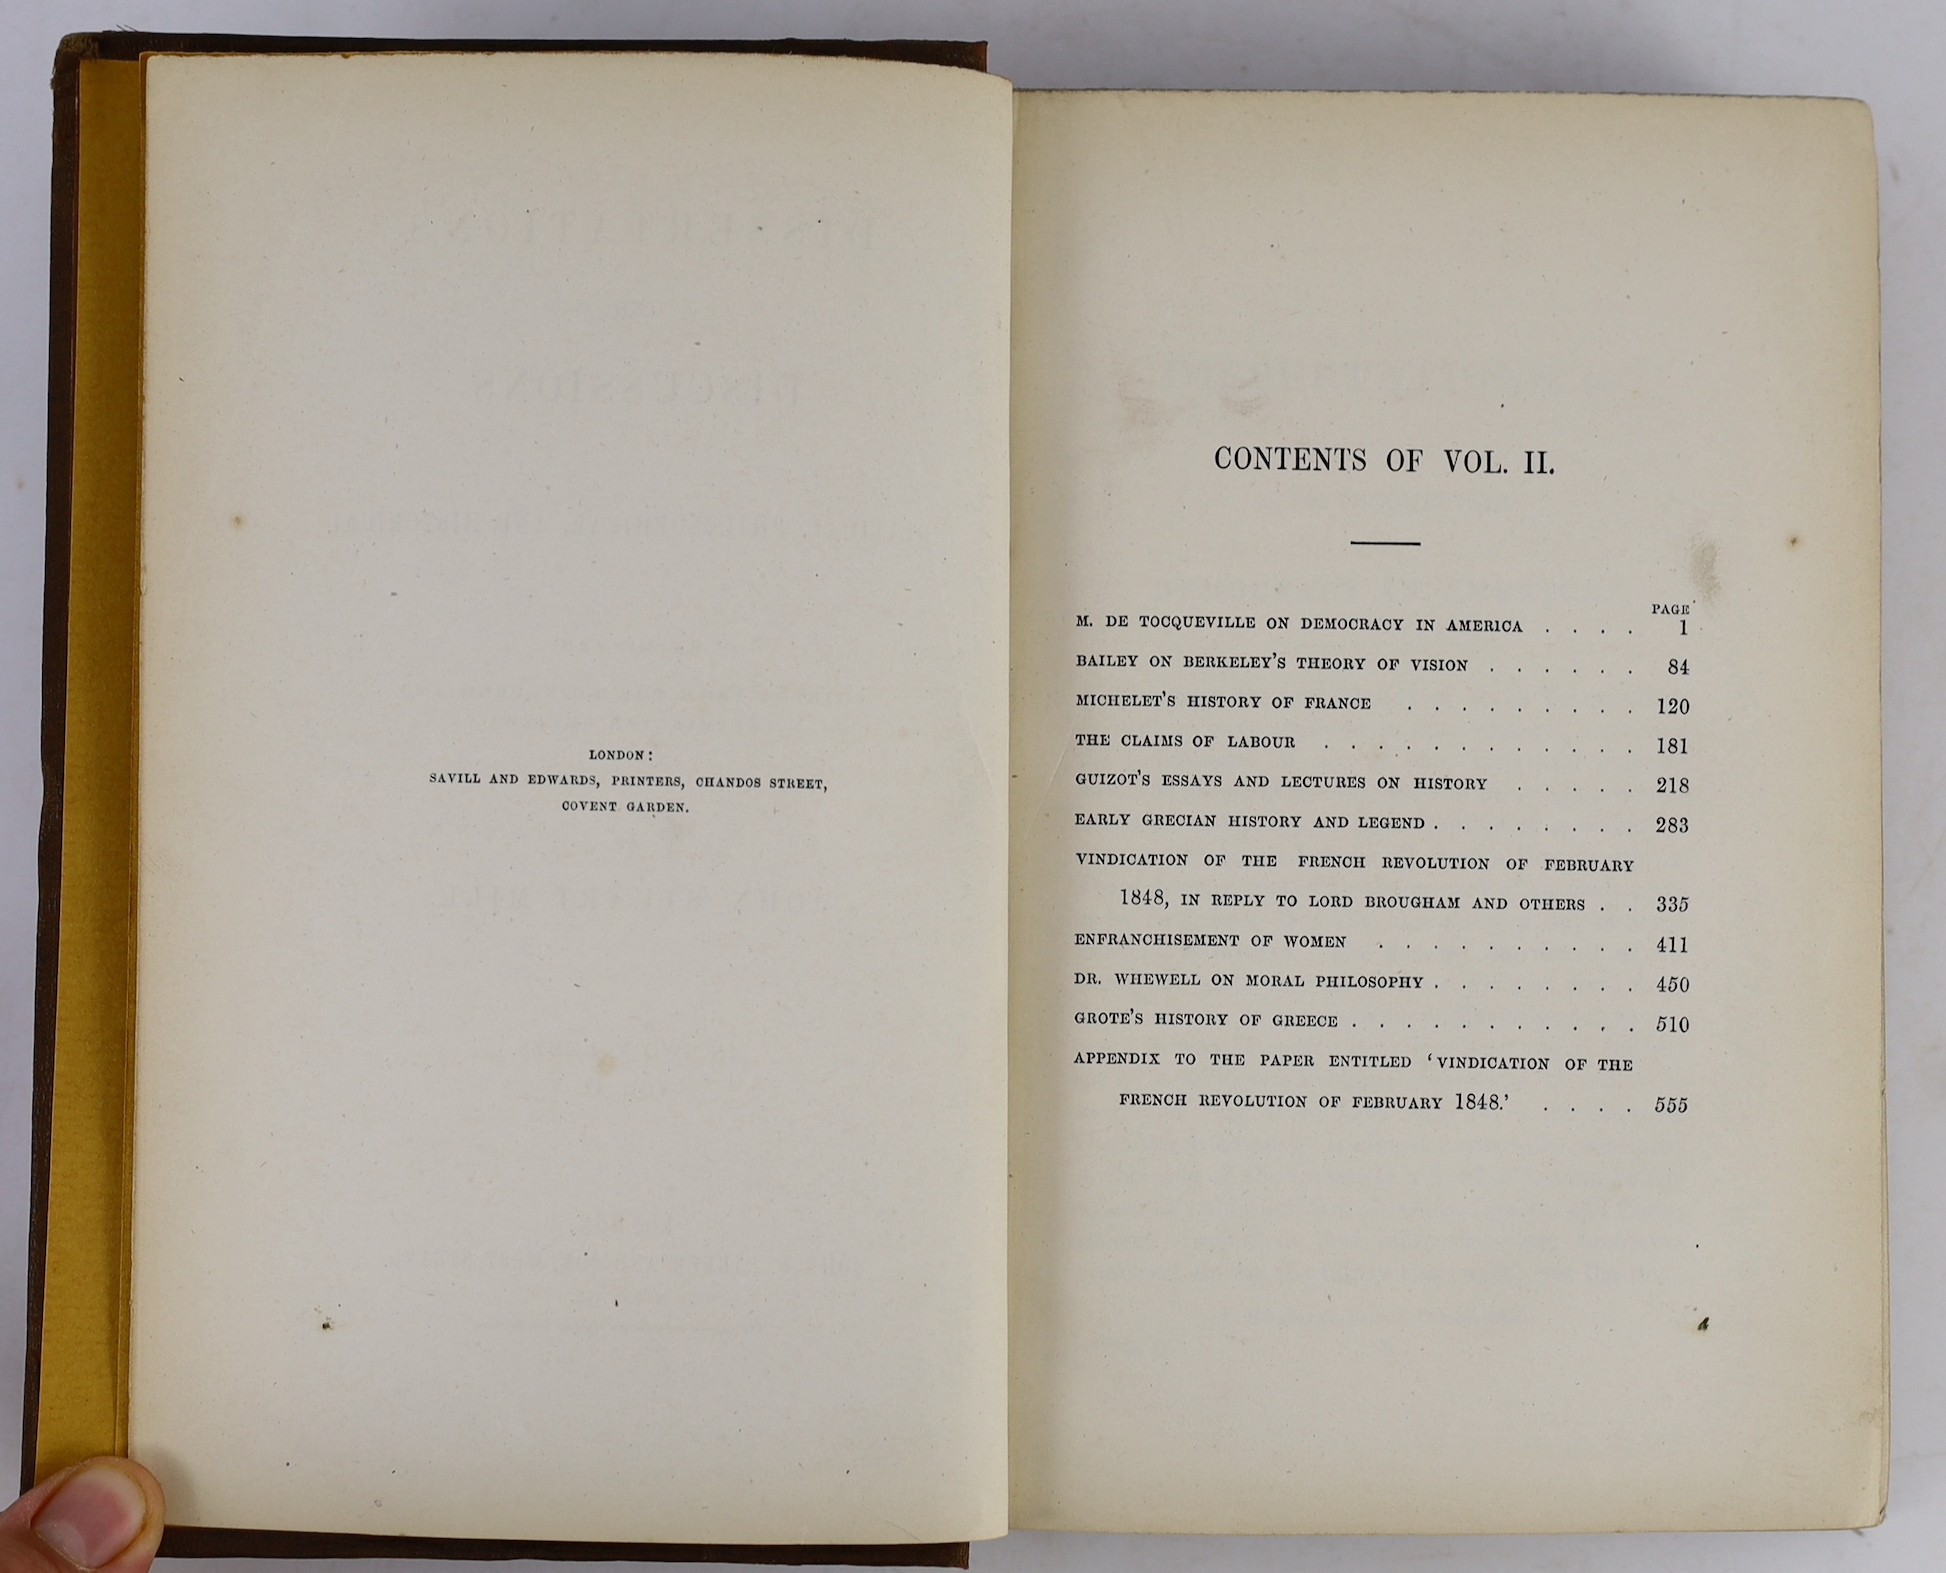 LONDON:
SAVILL AND EDWARDS, PRINTERS, CHANDOS STREET,
COVENT GARDEN.
CONTENTS OF VOL. II.
PAGE
M. DE TOCQUEVILLE ON DEMOCRACY IN AMERICA . . . . 1
BAILEY ON BERKELEY'S THEORY OF VISION . . . . . . 84
MICHELET'S HISTORY OF FRANCE . . . . . . . . . 120
THE CLAIMS OF LABOUR . . . . . . . . . . . . 181
GUIZOT'S ESSAYS AND LECTURES ON HISTORY . . . . . 218
EARLY GRECIAN HISTORY AND LEGEND . . . . . . . . 283
VINDICATION OF THE FRENCH REVOLUTION OF FEBRUARY
1848, IN REPLY TO LORD BROUGHAM AND OTHERS . . 335
ENFRANCHISEMENT OF WOMEN . . . . . . . . . . 411
DR. WHEWELL ON MORAL PHILOSOPHY . . . . . . . . 450
GROTE'S HISTORY OF GREECE . . . . . . . . . . . 510
APPENDIX TO THE PAPER ENTITLED 'VINDICATION OF THE
FRENCH REVOLUTION OF FEBRUARY 1848.' . . . . 555